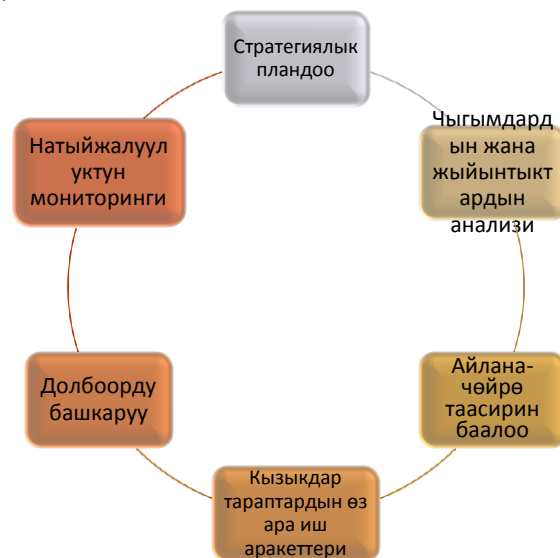 Стратегиялык
пландоо
Чыгымдард
ын жана
жыйынтыкт
ардын
анализи
Айлана-
чөйрө
таасирин
баалоо
Кызыкдар
тараптардын өз
ара иш
аракеттери
Долбоорду
башкаруу
Натыйжалуул
уктун
мониторинги